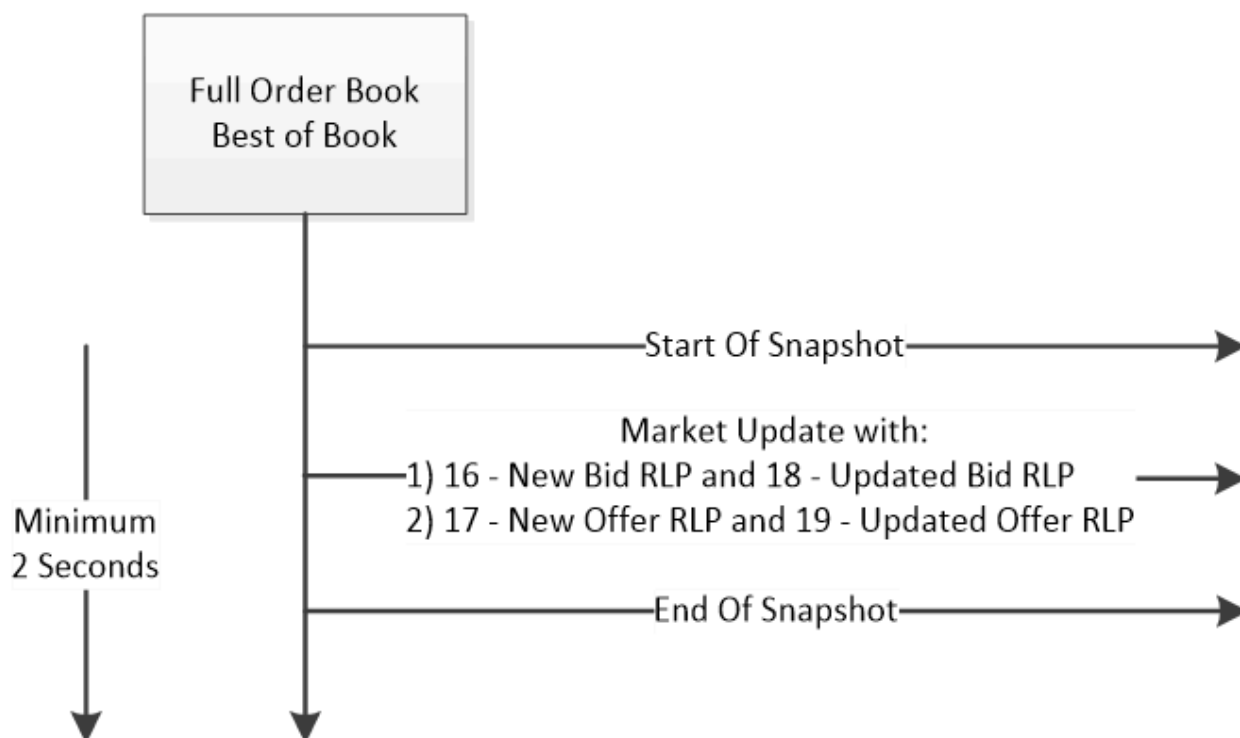 Full Order Book
Best of Book
Start Of Snapshot
Market Update with:
1) 16 - New Bid RLP and 18 - Updated Bid RLP
2) 17 - New Offer RLP and 19 - Updated Offer RLP
Minimum
2 Seconds
End Of Snapshot